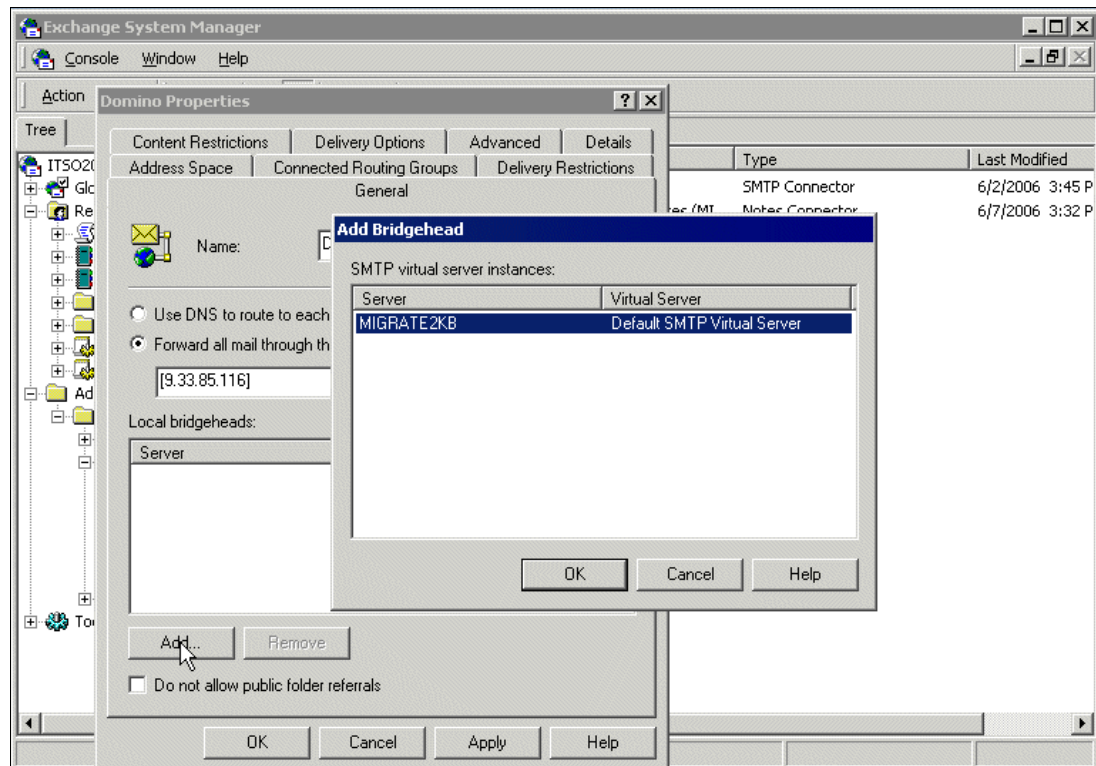 Exchange System Manager
Console Window Help
Action
Domino Properties
Tree
Content Restrictions Delivery Options Advanced Details
Address Space Connected Routing Groups Delivery Restrictions
General
Type Last Modified
SMTP Connector 6/2/2006 3:45 P
Notes Connector 6/7/2006 3:32 P
Name:
Add Bridgehead
SMTP virtual server instances:
Server Virtual Server
MIGRATE2KB Default SMTP Virtual Server
Use DNS to route to each
Forward all mail through th
[9.33.85.116]
Local bridgeheads:
Server
OK Cancel Help
Add... Remove
Do not allow public folder referrals
OK Cancel Apply Help